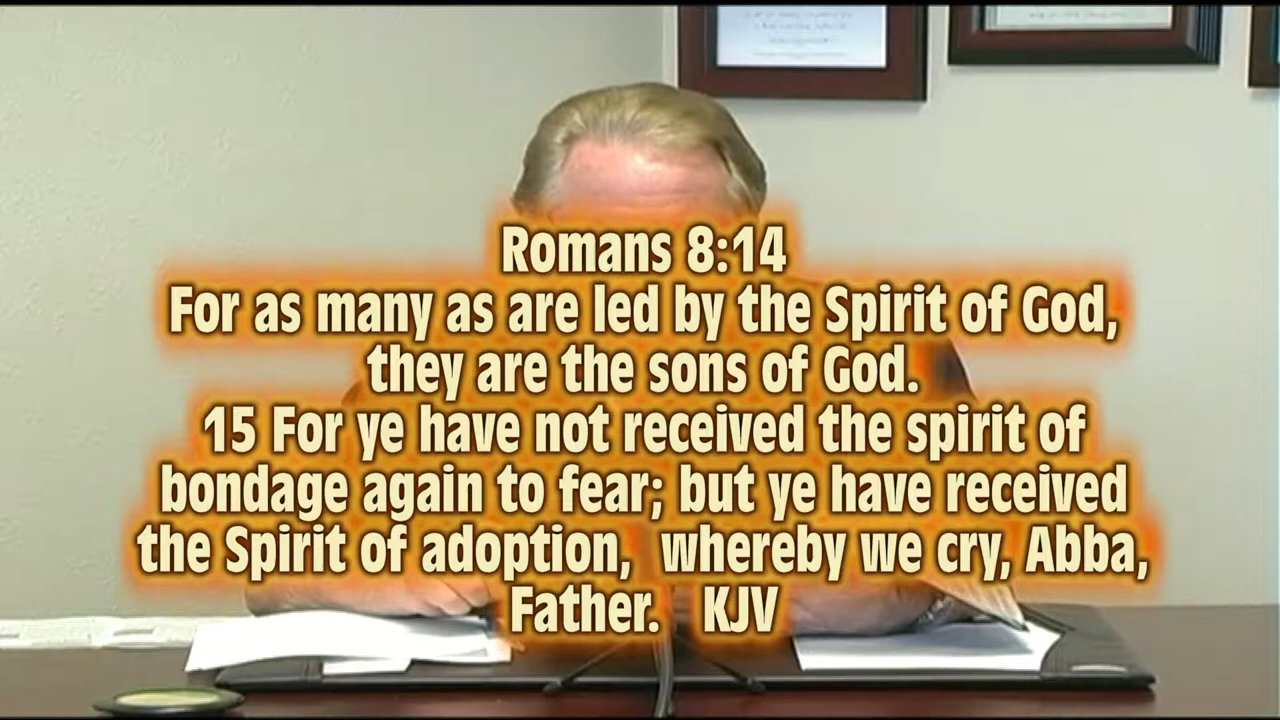 Romans 8:14
For as many as are led by the Spirit of God,
they are the sons of God.
15 For ye have not received the spirit of
bondage again to fear; but ye have received
the Spirit of adoption, whereby we cry, Abba,
Father. KJV